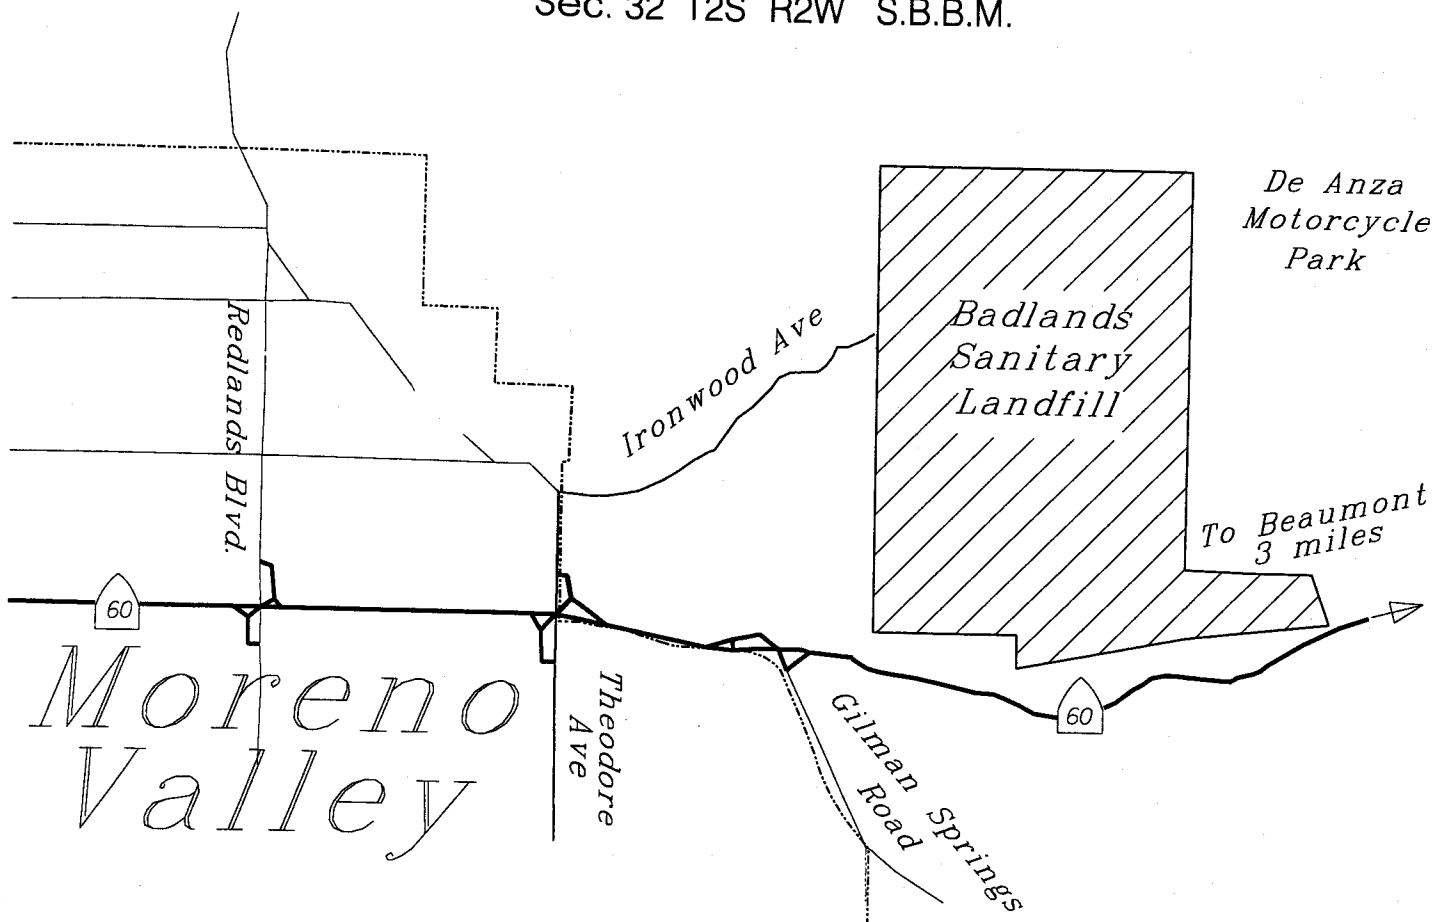 Sec. 32 T2S R2W S.B.B.M.
De Anza
Motorcycle
Park
Redlands Blvd.
Ironwood Ave
Badlands
Sanitary
Landfill
To Beaumont
3 miles
60
Moreno
Valley
Theodore
Ave
Gilman Springs
Road
60